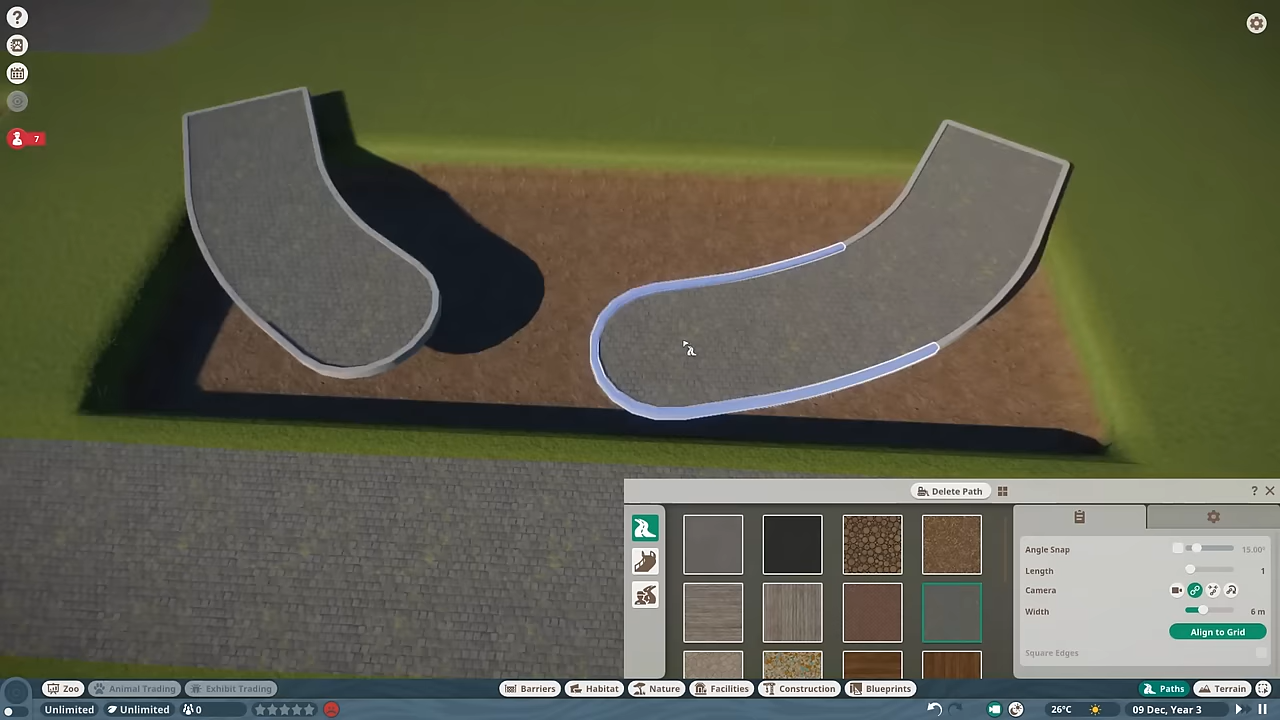 ?
7
Delete Path
?
Angle Snap 15.00°
Length 1
Camera
Width 6 m
Align to Grid
Square Edges
Zoo Animal Trading Exhibit Trading Barriers Habitat Nature Facilities Construction Blueprints Paths Terrain
Unlimited Unlimited 0 26°C 09 Dec, Year 3